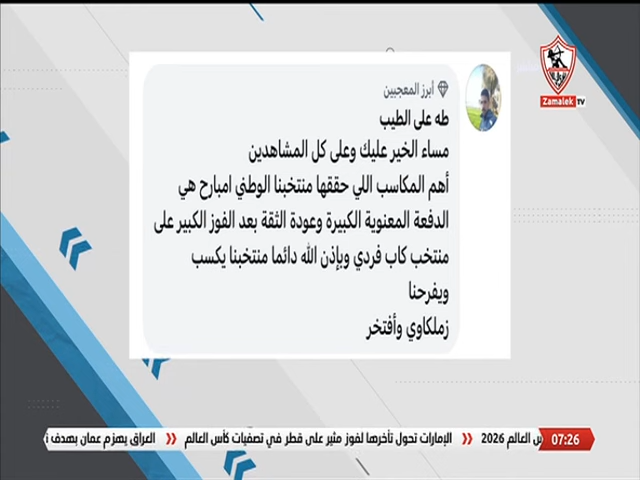 Zamalek TV
أبرز المعجبين
طه على الطيب
مساء الخير عليك وعلى كل المشاهدين
أهم المكاسب اللي حققها منتخبنا الوطني امبارح هي
الدفعة المعنوية الكبيرة وعودة الثقة بعد الفوز الكبير على
منتخب كاب فردي وبإذن الله دائما منتخبنا يكسب
ويفرحنا
زملكاوي وأفتخر
07:26 س العالم 2026 » الإمارات تحول تأخرها لفوز مثير على قطر في تصفيات كأس العالم » العراق يهزم عمان بهدف